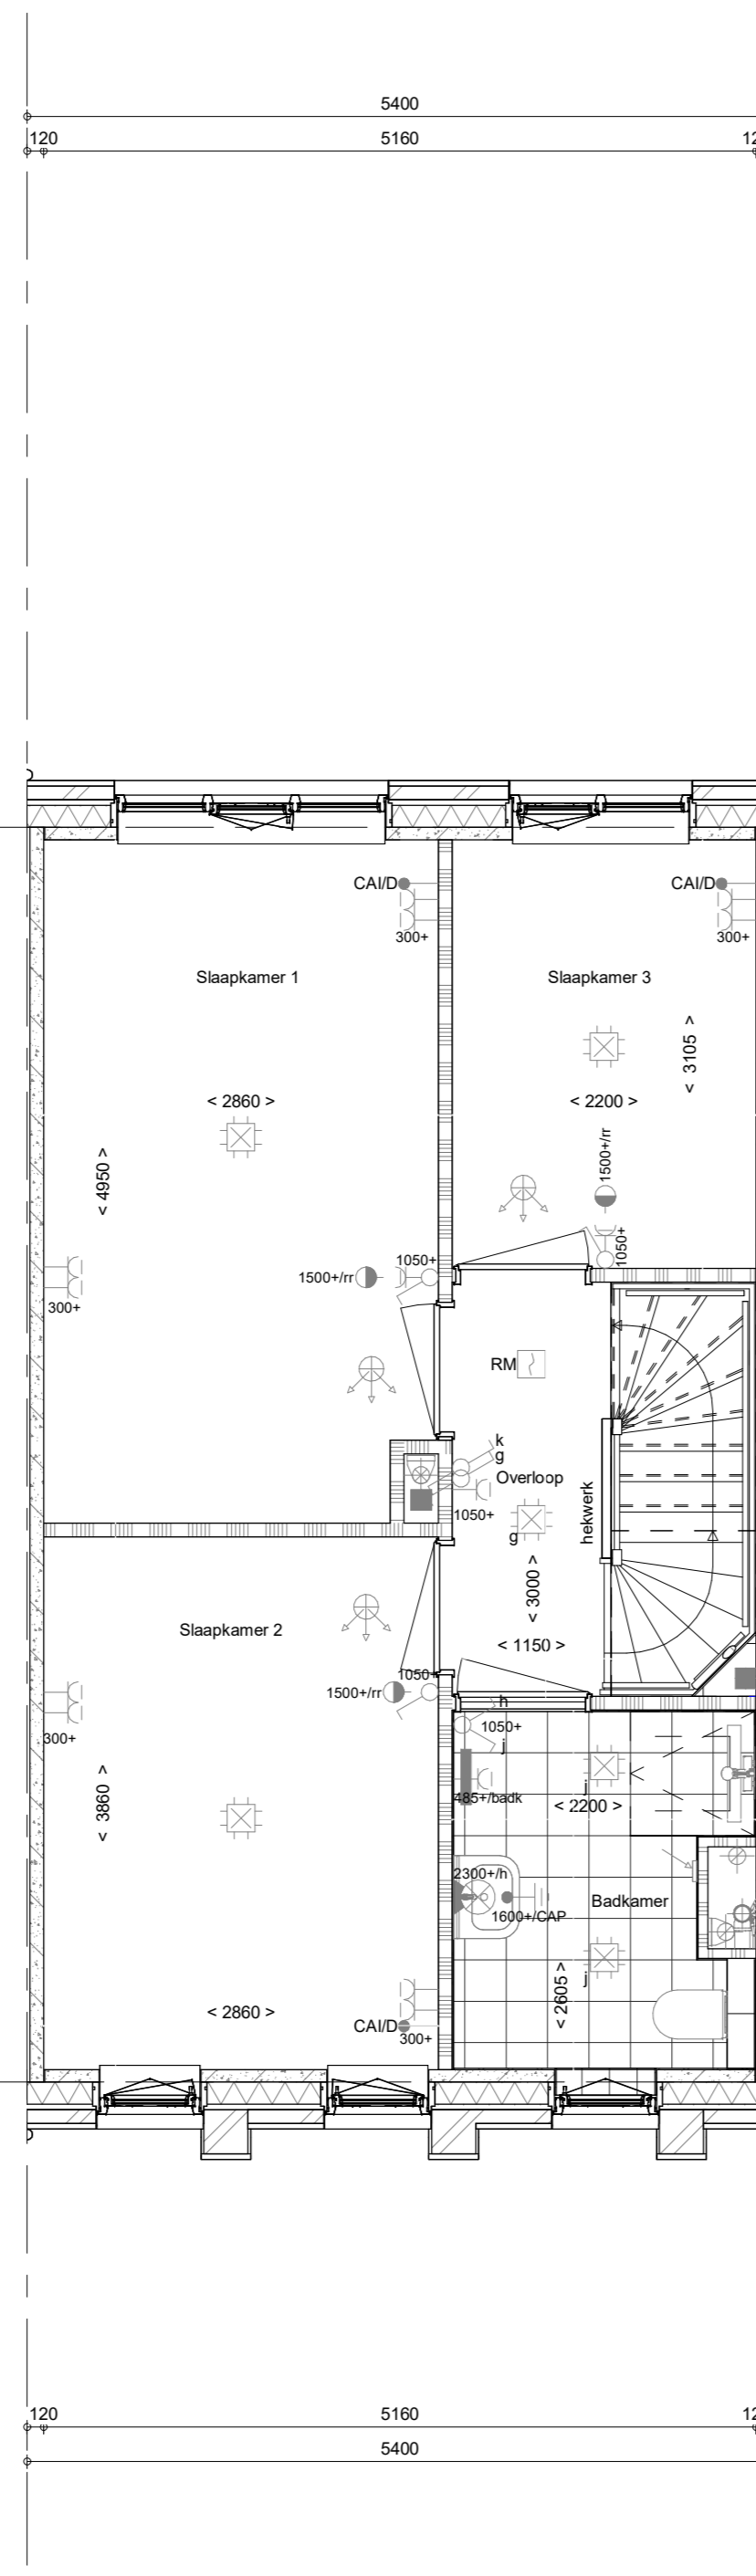 5400
120
5160
12
CAI/D
300+
CAI/D
300+
Slaapkamer 1
Slaapkamer 3
< 3105 >
< 2860 >
< 2200 >
< 4950 >
1500+/rr
1050+
1500+/rr
1050+
300+
RM
k
g
Overloop
1050+
g
hekwerk
< 3000 >
< 1150 >
Slaapkamer 2
1050+
1500+/rr
300+
h
1050+
j
j
485+/badk
< 2200 >
< 3860 >
2300+/h
1600+/CAP
Badkamer
j
< 2605 >
< 2860 >
CAI/D
300+
120
5160
12
5400